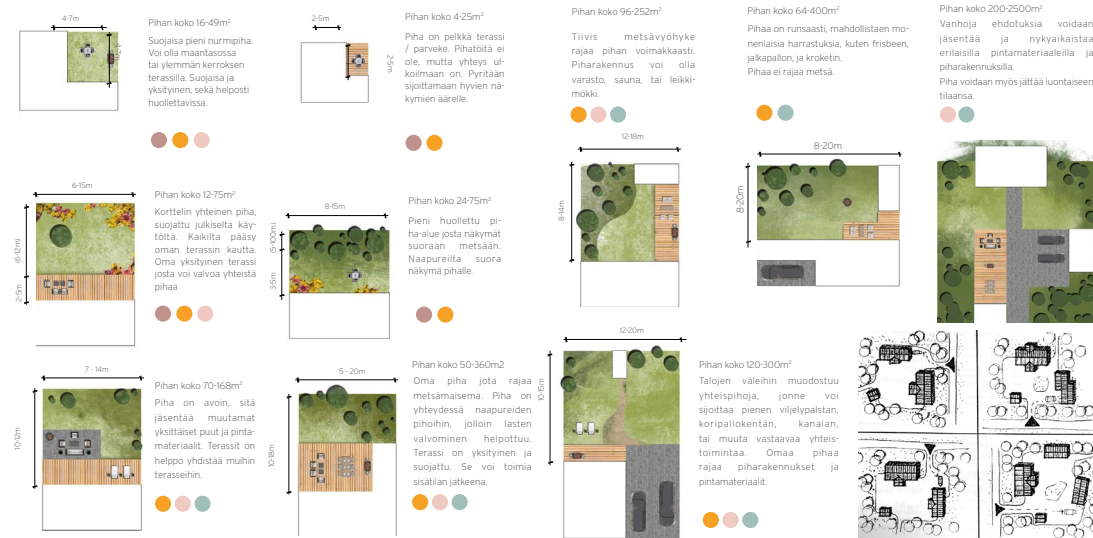 4-7m
4-7m
Pihan koko 16-49m²
Suojaisa pieni nurmipiha.
Voi olla maantasossa
tai ylemmän kerroksen
terassilla. Suojaisa ja
yksityinen, sekä helposti
huollettavissa.
2-5m
2-5m
Pihan koko 4-25m²
Piha on pelkkä terassi
/ parveke. Pihatöitä ei
ole, mutta yhteys ul-
koilmaan on. Pyritään
sijoittamaan hyvien nä-
kymien äärelle.
Pihan koko 96-252m²
Tiivis metsävyöhyke
rajaa pihan voimakkaasti.
Piharakennus voi olla
varasto, sauna, tai leikki-
mökki.
12-18m
8-14m
Pihan koko 64-400m²
Pihaa on runsaasti, mahdollistaen mo-
nenlaisia harrastuksia, kuten frisbeen,
jalkapallon, ja kroketin.
Pihaa ei rajaa metsä.
8-20m
8-20m
Pihan koko 200-2500m²
Vanhoja ehdotuksia voidaan
jäsentää ja nykyaikaistaa
erilaisilla pintamateriaaleilla ja
piharakennuksilla.
Piha voidaan myös jättää luontaiseen
tilaansa.
6-15m
(6-12m)
2-5m
Pihan koko 12-75m²
Korttelin yhteinen piha,
suojattu julkiselta käy-
töltä. Kaikilta pääsy
oman terassin kautta.
Oma yksityinen terassi
josta voi valvoa yhteistä
pihaa
8-15m
(5-100m)
3-5m
Pihan koko 24-75m²
Pieni huollettu pi-
ha-alue josta näkymät
suoraan metsään.
Naapureilta suora
näkymä pihalle.
7 - 14m
10-12m
Pihan koko 70-168m²
Piha on avoin, sitä
jäsentää muutamat
yksittäiset puut ja pinta-
materiaalit. Terassit on
helppo yhdistää muihin
terasseihin.
5 - 20m
10-18m
Pihan koko 50-360m2
Oma piha jota rajaa
metsämaisema. Piha on
yhteydessä naapureiden
pihoihin, jolloin lasten
valvominen helpottuu.
Terassi on yksityinen ja
suojattu. Se voi toimia
sisätilan jatkeena.
12-20m
10-15m
Pihan koko 120-300m²
Talojen väleihin muodostuu
yhteispihoja, jonne voi
sijoittaa pienen viljelypalstan,
koripallokentän, kanalan,
tai muuta vastaavaa yhteis-
toimintaa. Omaa pihaa
rajaa piharakennukset ja
pintamateriaalit.